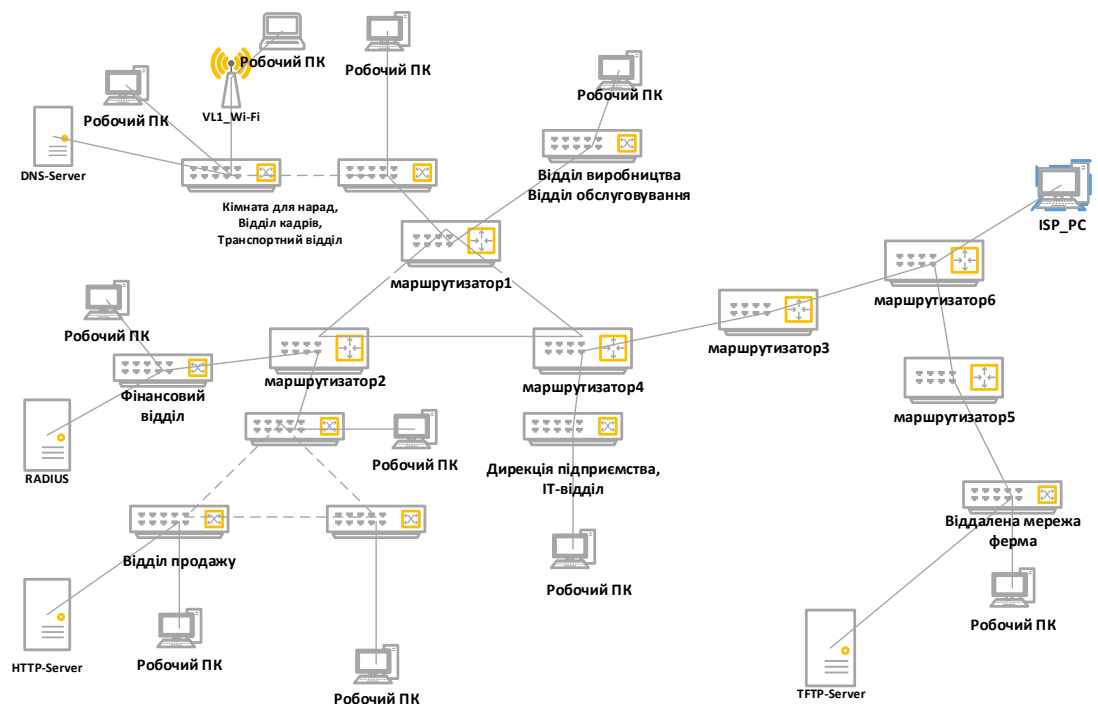 Робочий ПК
Робочий ПК
Робочий ПК
Робочий ПК
VL1_Wi-Fi
DNS-Server
Відділ виробництва
Відділ обслуговування
Кімната для нарад,
Відділ кадрів,
Транспортний відділ
ISP_PC
маршрутизатор1
маршрутизатор6
Робочий ПК
маршрутизатор3
маршрутизатор2
маршрутизатор4
Фінансовий
відділ
маршрутизатор5
Робочий ПК
Дирекція підприємства,
ІТ-відділ
RADIUS
Віддалена мережа
ферма
Відділ продажу
Робочий ПК
Робочий ПК
HTTP-Server
Робочий ПК
Робочий ПК
TFTP-Server